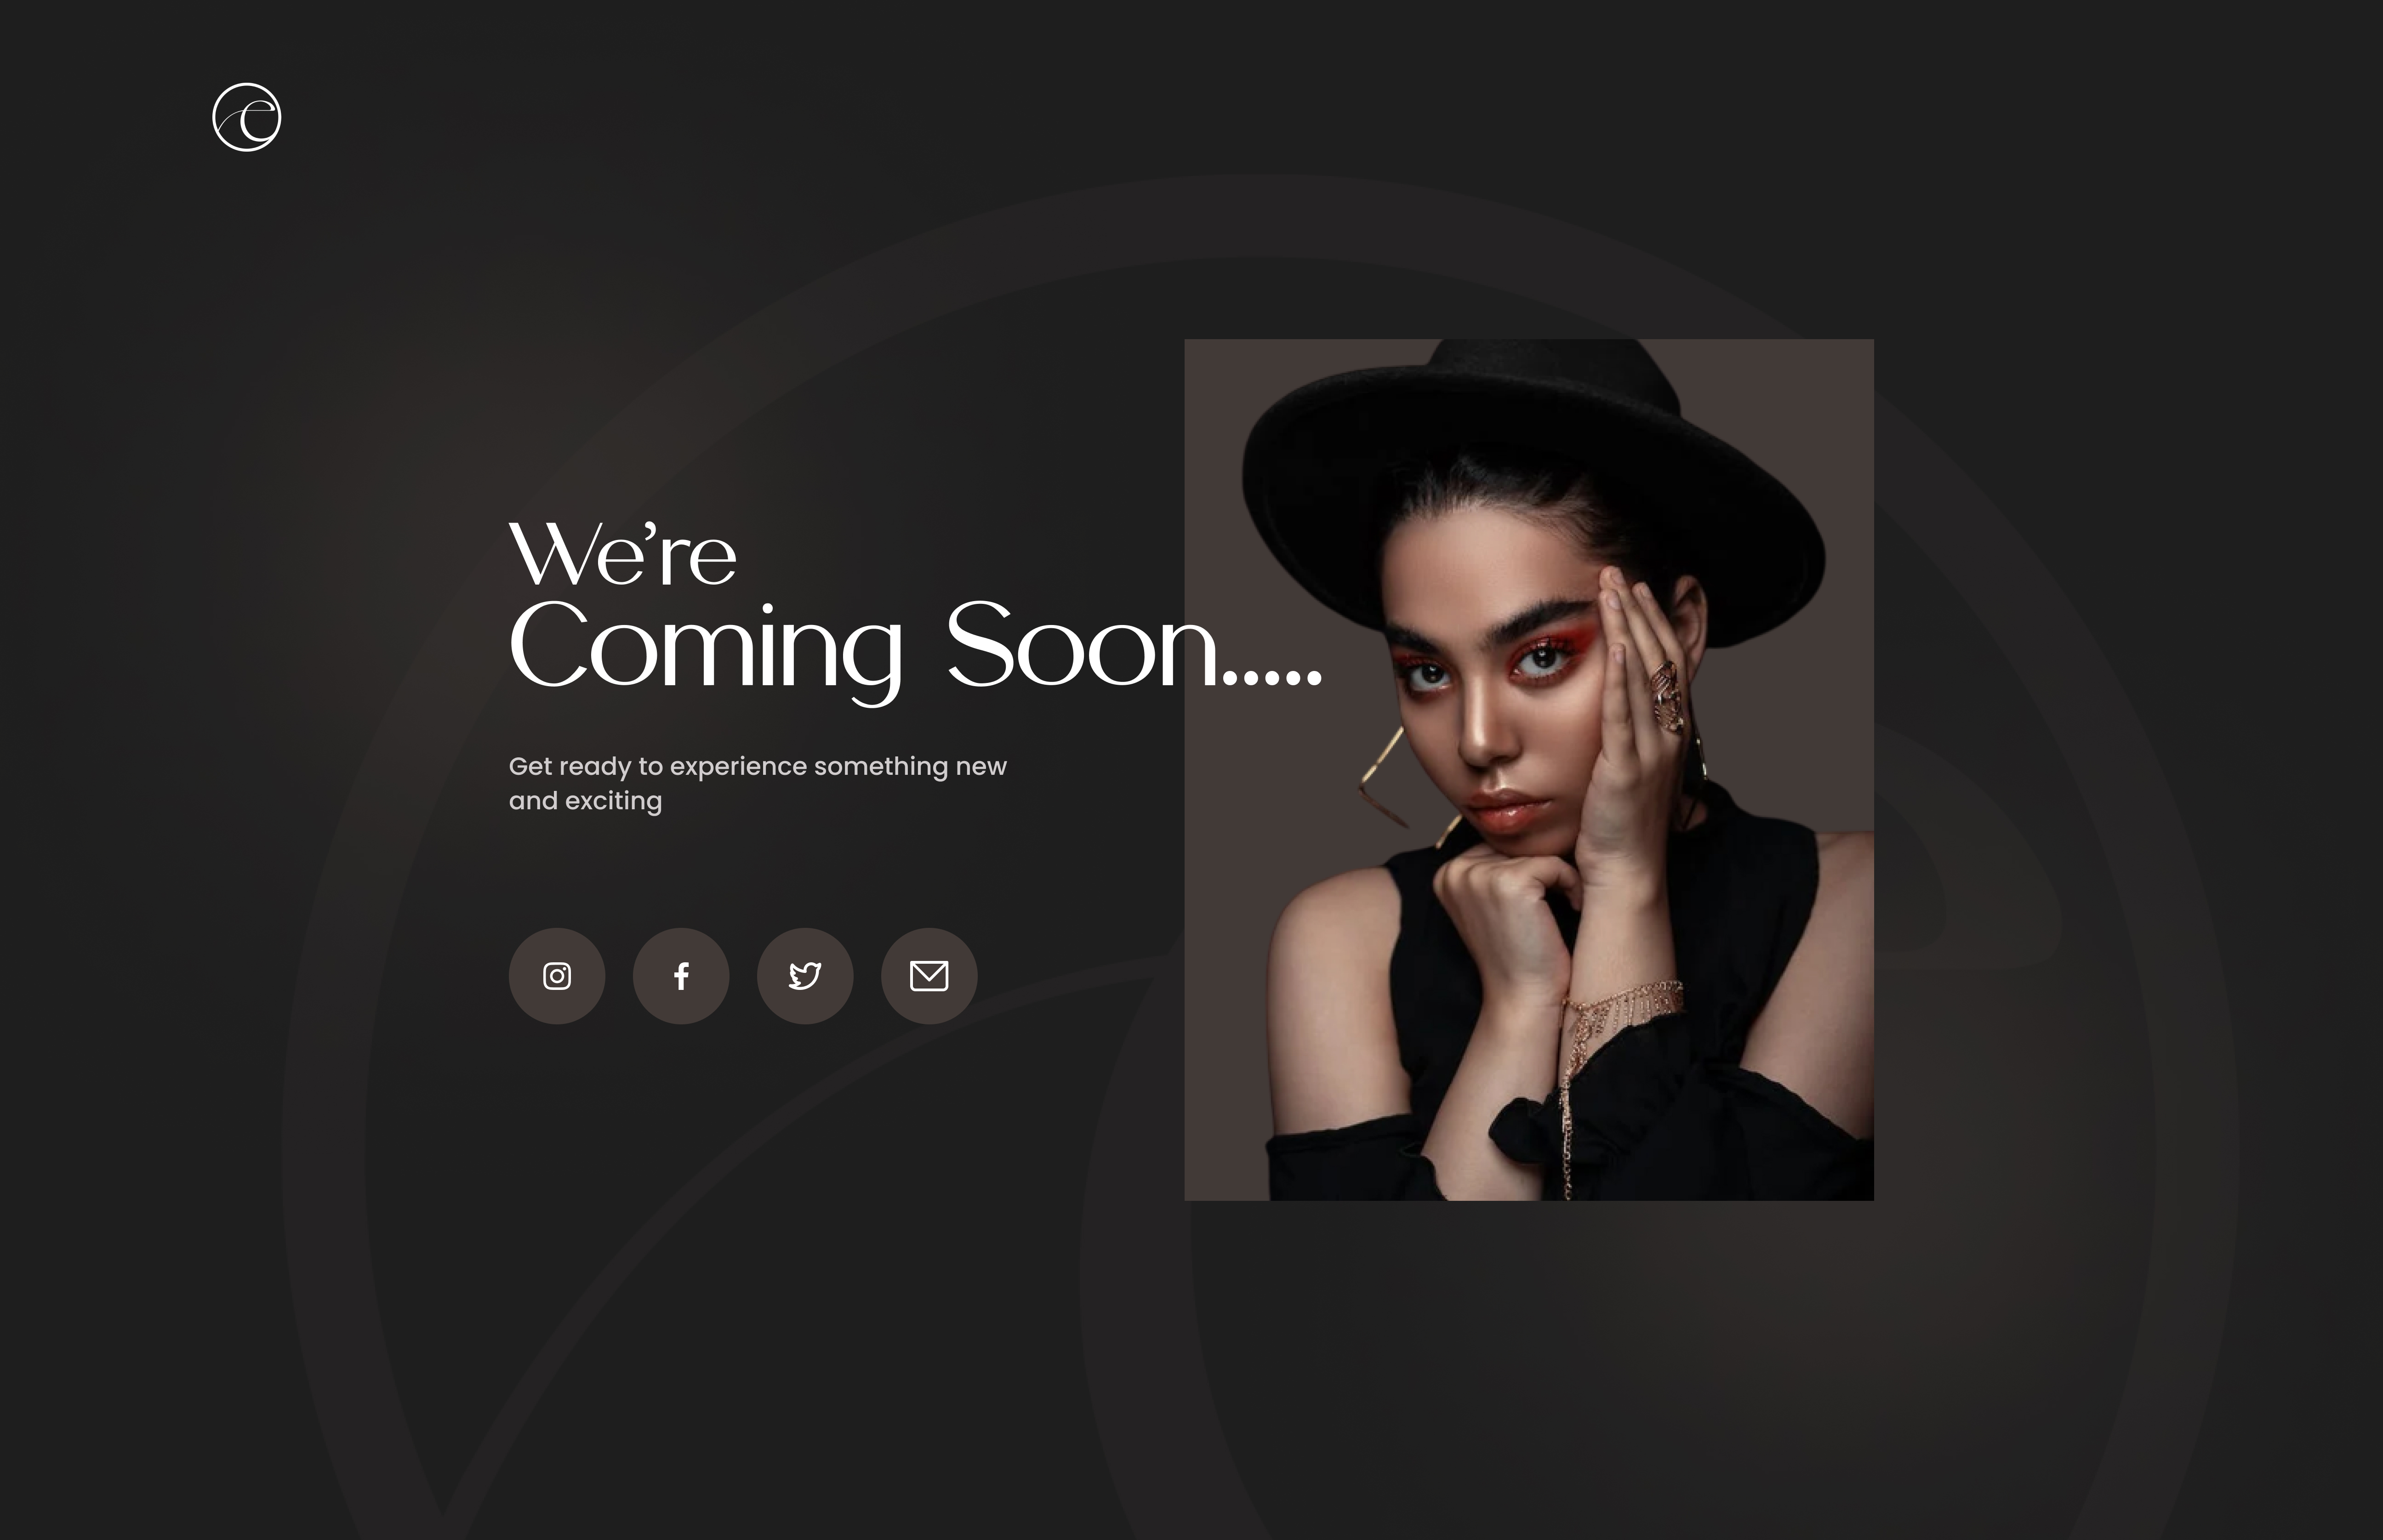 We’re
Coming Soon.....
Get ready to experience something new
and exciting